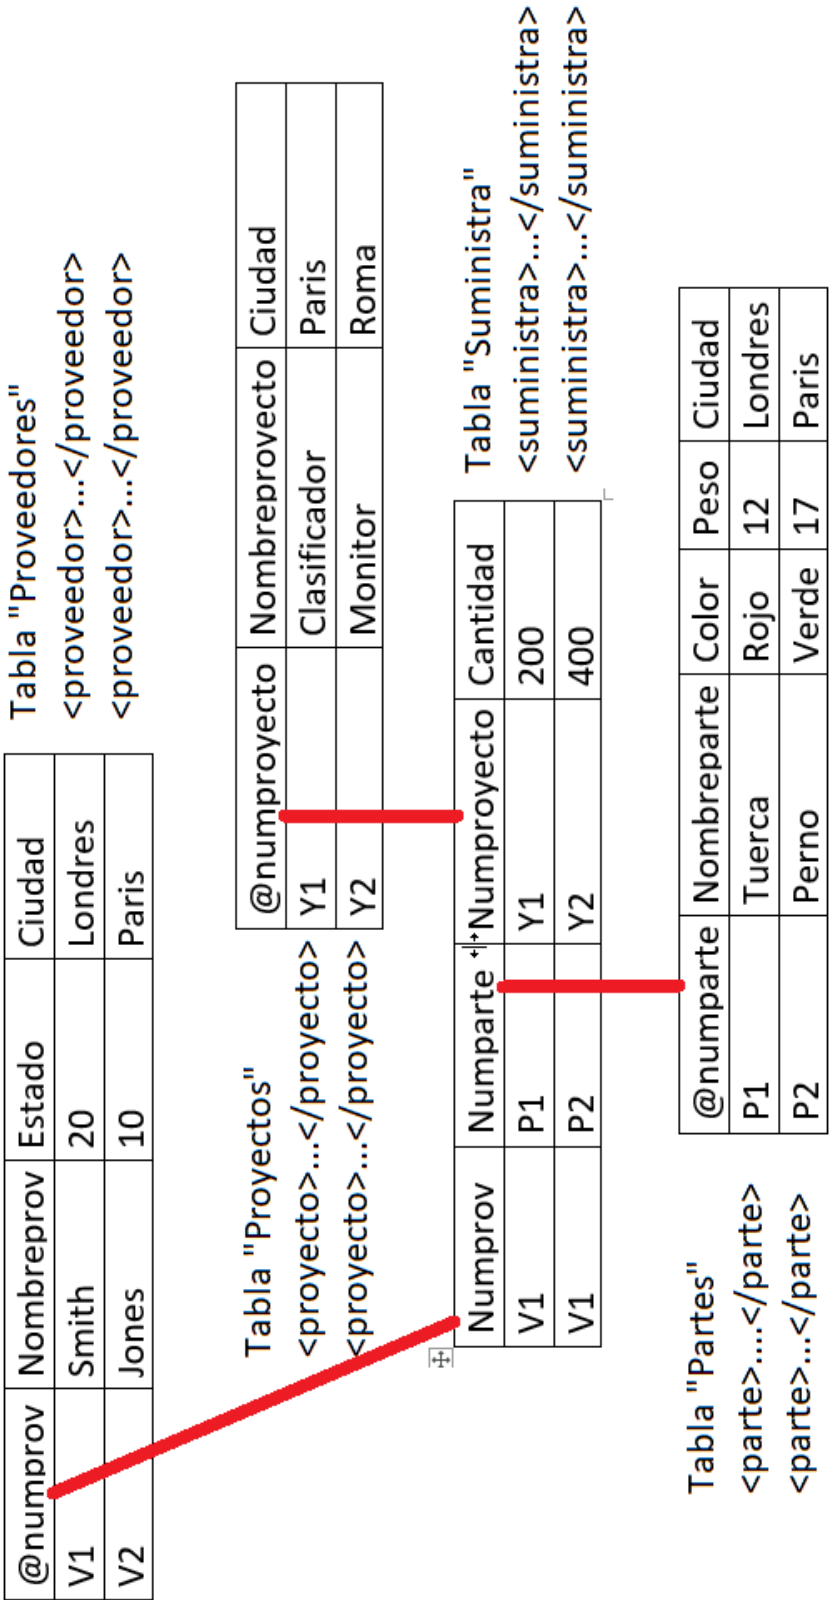 @numprov Nombreprov Estado Ciudad
V1 Smith 20 Londres
V2 Jones 10 Paris
Tabla "Proveedores"
<proveedor>...</proveedor>
<proveedor>...</proveedor>
Tabla "Proyectos"
<proyecto>...</proyecto>
<proyecto>...</proyecto>
@numproyecto Nombreprovecto Ciudad
Y1 Clasificador Paris
Y2 Monitor Roma
Numprov Numparte Numproyecto Cantidad
V1 P1 Y1 200
V1 P2 Y2 400
Tabla "Suministra"
<suministra>...</suministra>
<suministra>...</suministra>
Tabla "Partes"
<parte>....</parte>
<parte>...</parte>
@numparte Nombreparte Color Peso Ciudad
P1 Tuerca Rojo 12 Londres
P2 Perno Verde 17 Paris